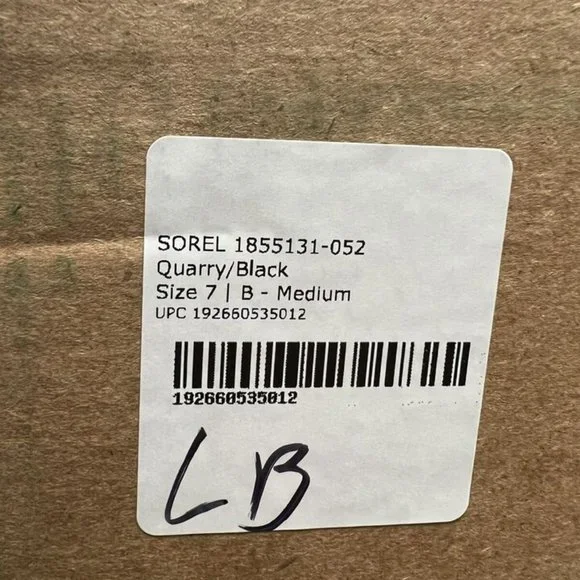 SOREL 1855131-052
Quarry/Black
Size 7 | B - Medium
UPC 192660535012
192660535012
LB